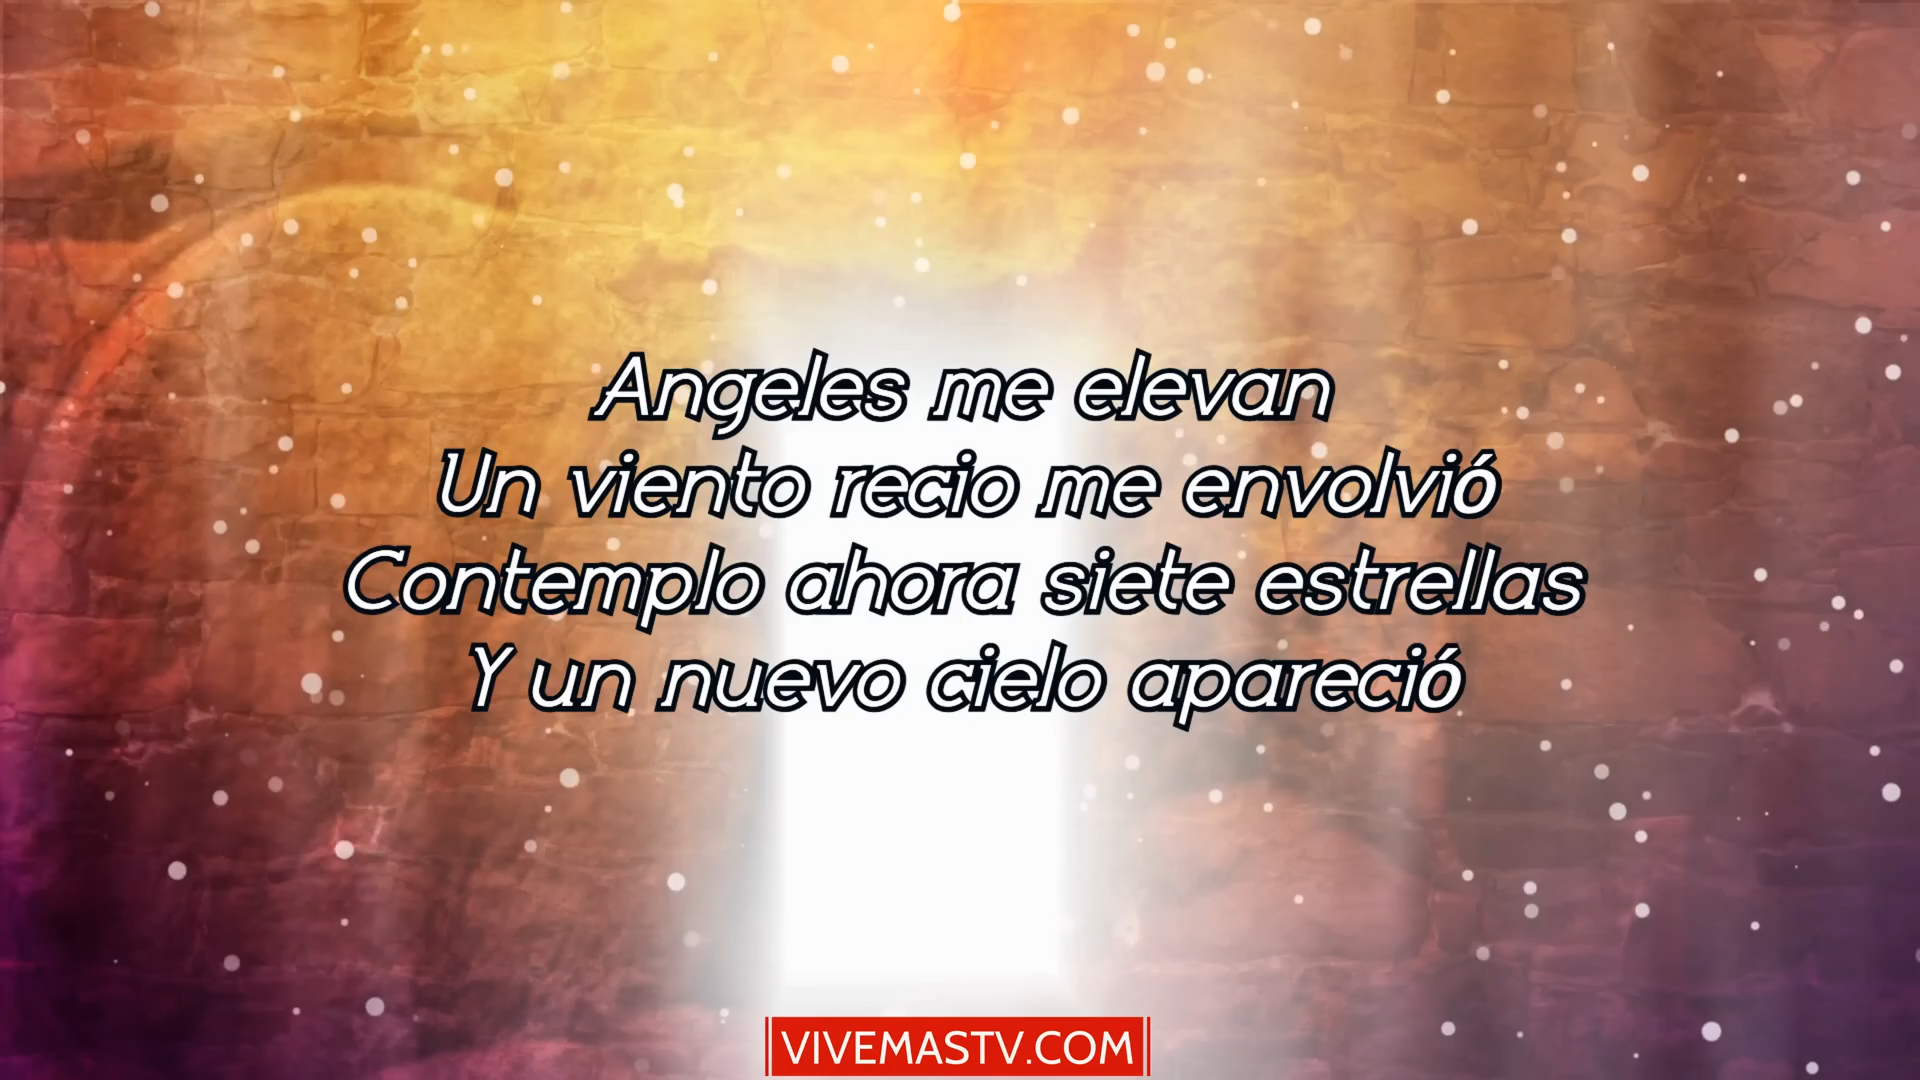 Angeles me elevan
Un viento recio me envolvió
Contemplo ahora siete estrellas
Y un nuevo cielo apareció
VIVEMASTV.COM